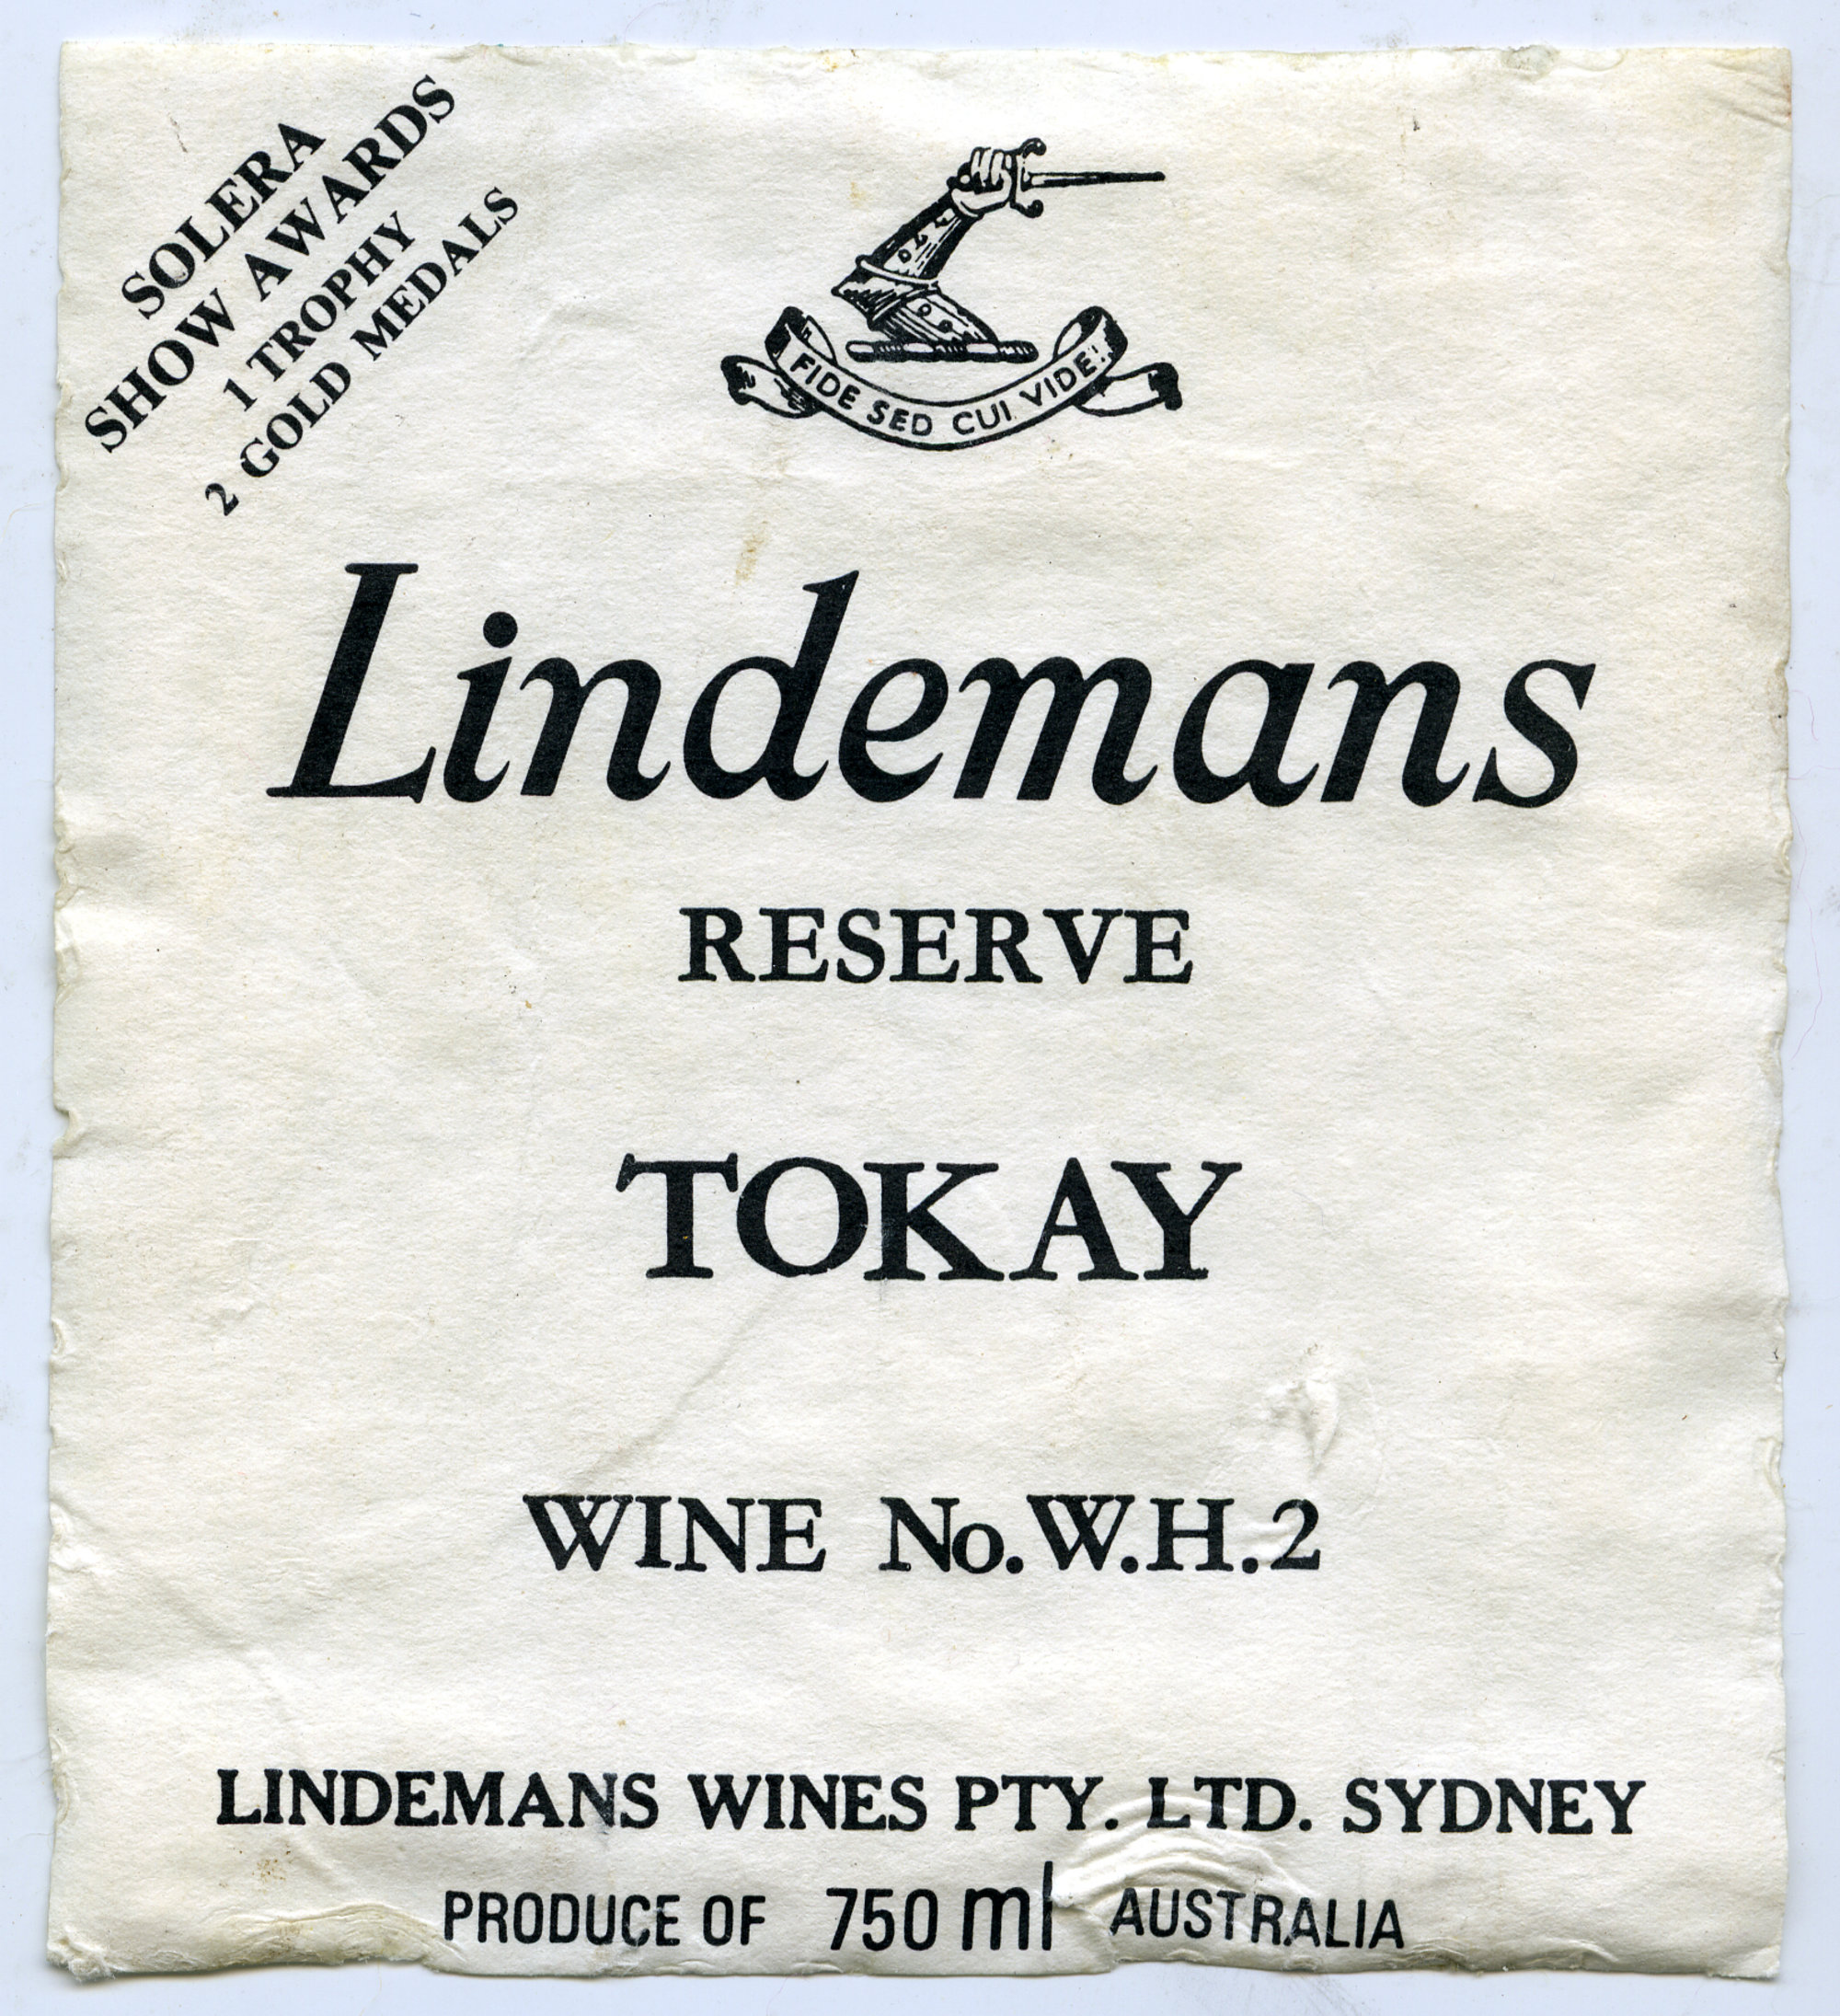 SOLERA
SHOW AWARDS
1 TROPHY
2 GOLD MEDALS
FIDE SED CUI VIDE!
Lindemans
RESERVE
TOKAY
WINE No. W.H.2
LINDEMANS WINES PTY. LTD. SYDNEY
PRODUCE OF 750 ml AUSTRALIA